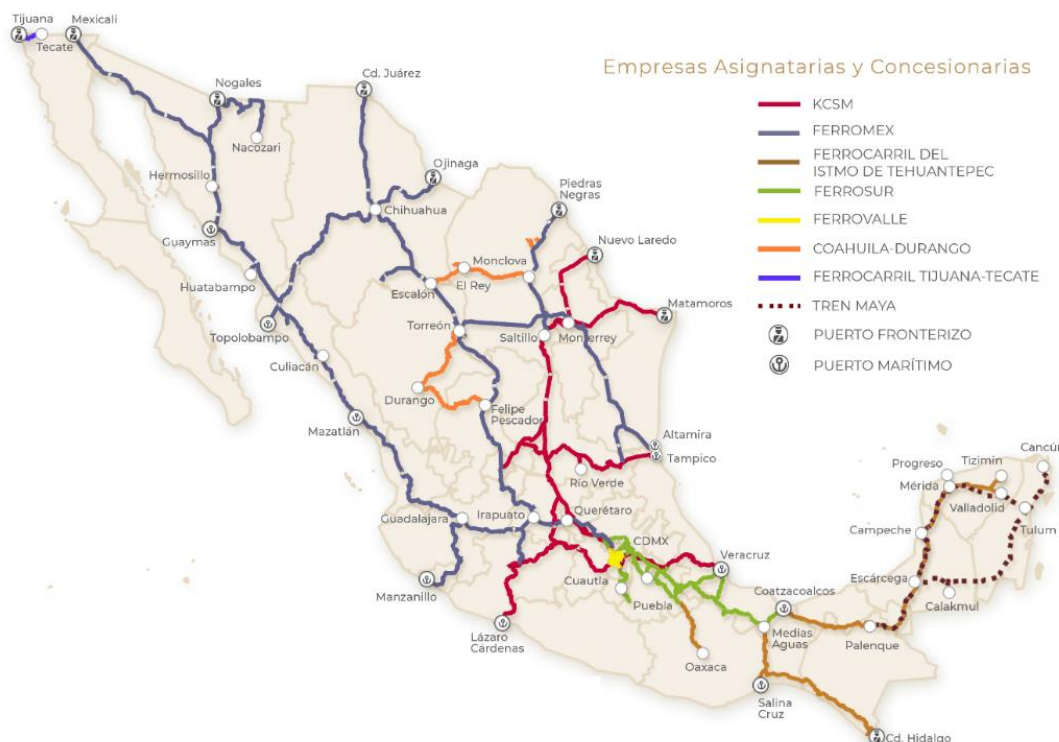 Tijuana
Mexicali
Tecate
Nogales
Cd. Juárez
Nacozari
Ojinaga
Hermosillo
Chihuahua
Piedras
Negras
Guaymas
Nuevo Laredo
Monclova
Huatabampo
Escalón
El Rey
Matamoros
Topolobampo
Torreón
Saltillo
Monterrey
Culiacán
Durango
Felipe
Pescador
Mazatlán
Altamira
Tampico
Río Verde
Guadalajara
Irapuato
Querétaro
CDMX
Veracruz
Cuautla
Manzanillo
Puebla
Coatzacoalcos
Lázaro
Cárdenas
Medias
Aguas
Oaxaca
Salina
Cruz
Palenque
Cd. Hidalgo
Escárcega
Calakmul
Campeche
Progreso
Mérida
Tizimin
Valladolid
Cancún
Tulum
Empresas Asignatarias y Concesionarias
KCSM
FERROMEX
FERROCARRIL DEL
ISTMO DE TEHUANTEPEC
FERROSUR
FERROVALLE
COAHUILA-DURANGO
FERROCARRIL TIJUANA-TECATE
TREN MAYA
PUERTO FRONTERIZO
PUERTO MARÍTIMO